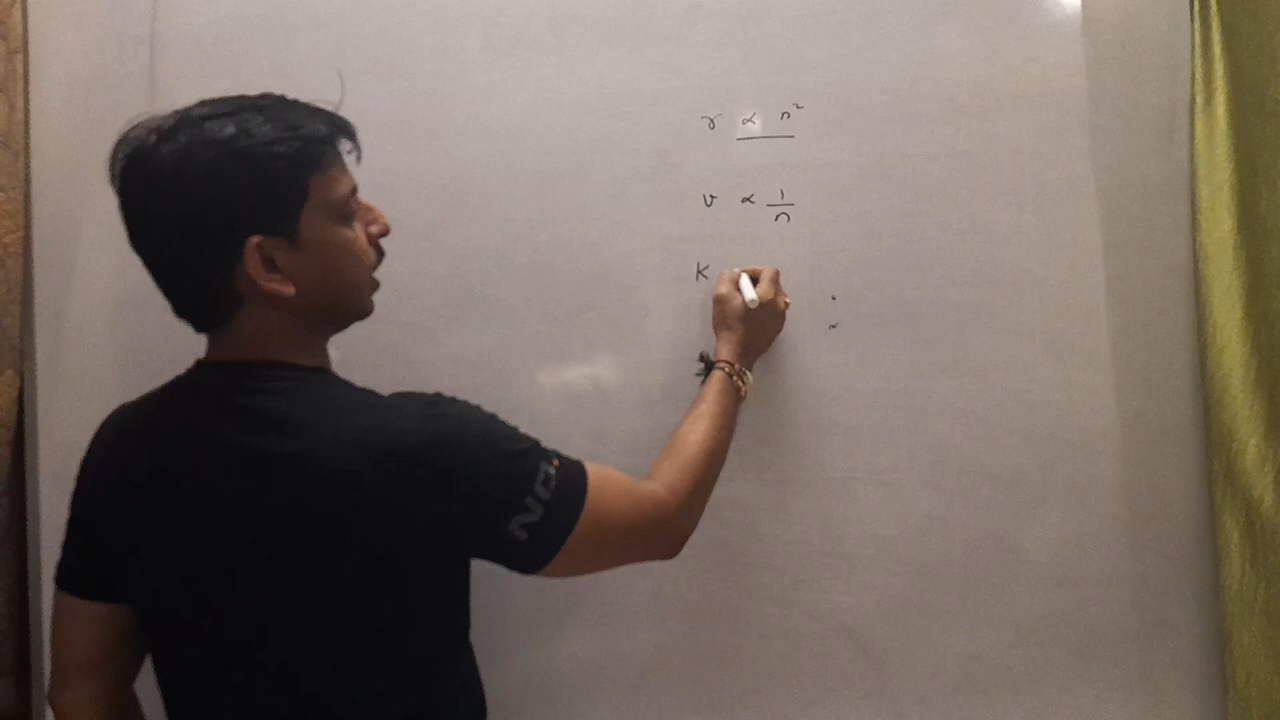 r ∝ n²
v ∝ 1/n
K